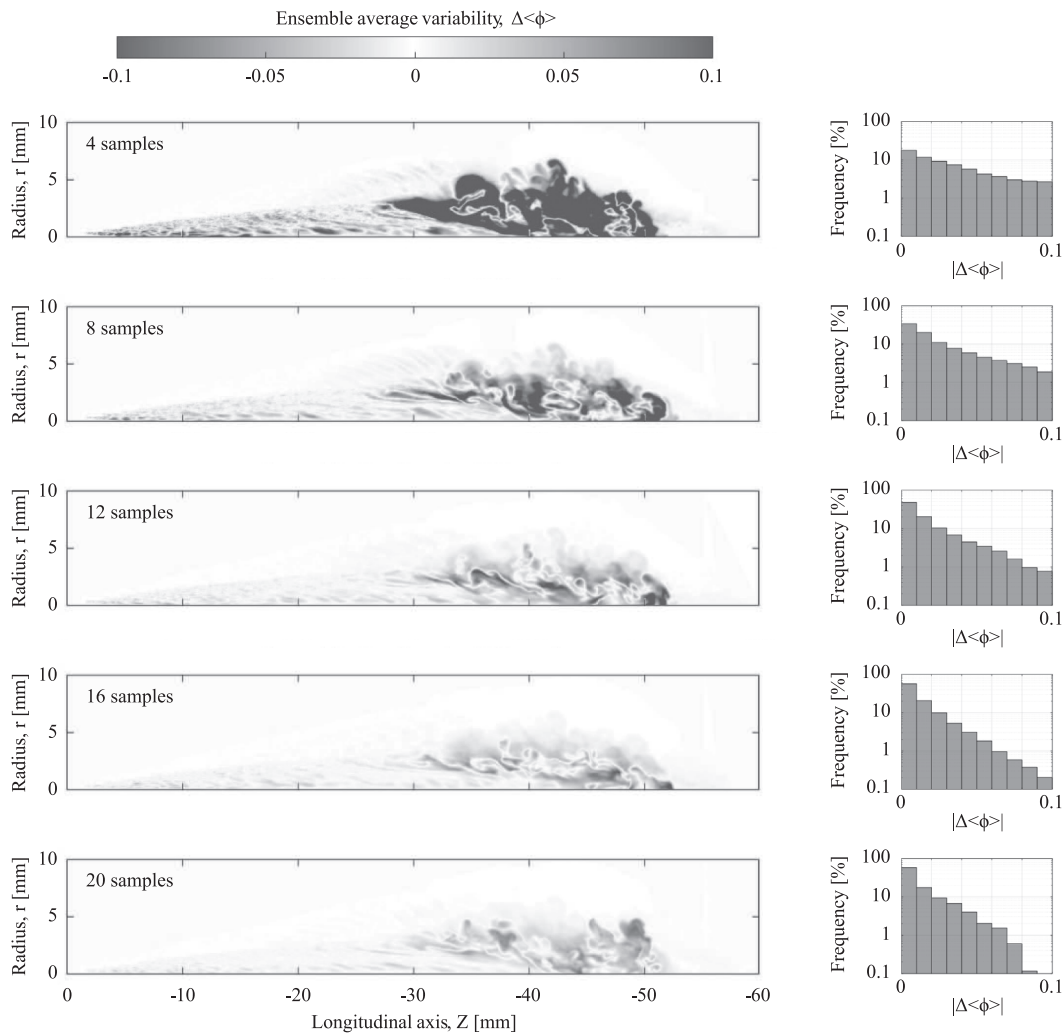 Ensemble average variability, Δ<ϕ>
-0.1 -0.05 0 0.05 0.1
4 samples
Radius, r [mm]
10
5
0
Frequency [%]
100
10
1
0.1
0 0.1
|Δ<ϕ>|
8 samples
Radius, r [mm]
10
5
0
Frequency [%]
100
10
1
0.1
0 0.1
|Δ<ϕ>|
12 samples
Radius, r [mm]
10
5
0
Frequency [%]
100
10
1
0.1
0 0.1
|Δ<ϕ>|
16 samples
Radius, r [mm]
10
5
0
Frequency [%]
100
10
1
0.1
0 0.1
|Δ<ϕ>|
20 samples
Radius, r [mm]
10
5
0
0 -10 -20 -30 -40 -50 -60
Longitudinal axis, Z [mm]
Frequency [%]
100
10
1
0.1
0 0.1
|Δ<ϕ>|